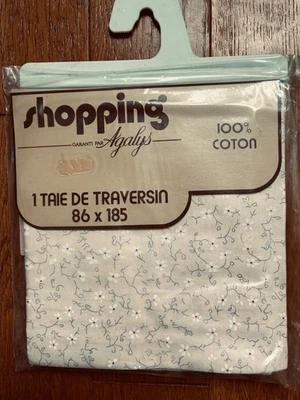 shopping
GARANTI PAR Agalys
100%
COTON
1 TAIE DE TRAVERSIN
86 x 185